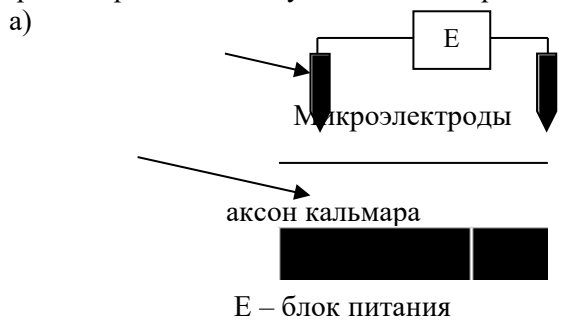 а)
Е
Микроэлектроды
аксон кальмара
Е – блок питания